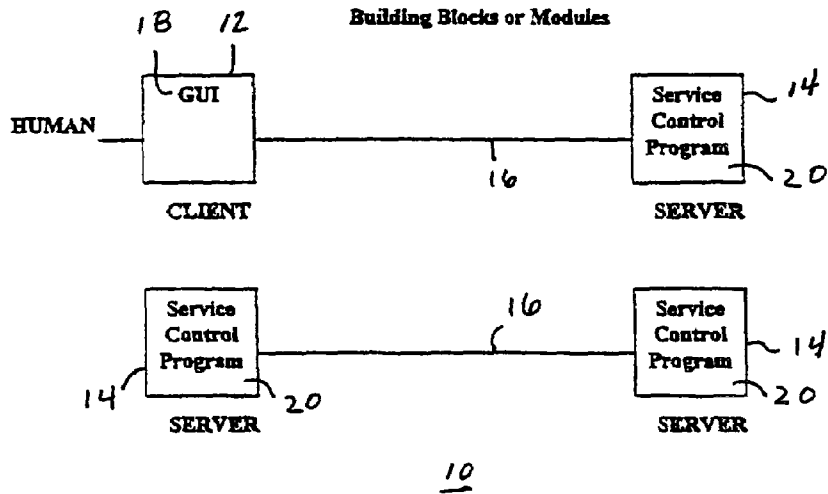 Building Blocks or Modules
18 12
GUI
HUMAN
CLIENT
16
Service
Control
Program
14
20
SERVER
Service
Control
Program
14
20
SERVER
16
Service
Control
Program
14
20
SERVER
10